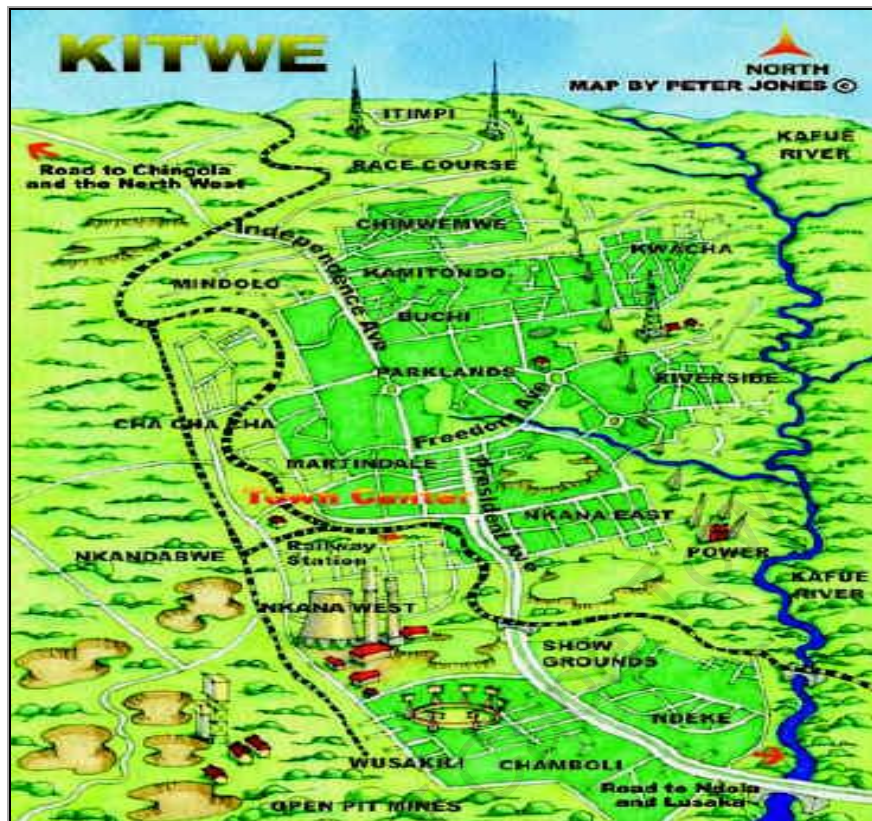 KITWE
NORTH
MAP BY PETER JONES ©
ITIMPI
KAFUE
RIVER
RACE COURSE
Road to Chingola
and the North West
CHIMWEMWE
Independence Ave
KWACHA
KAMITONDO
MINDOLO
BUCHI
PARKLANDS
RIVERSIDE
Freedom Ave
CHA CHA CHA
MARTINDALE
President Ave
Town Center
NKANA EAST
Railway
Station
NKANDABWE
POWER
KAFUE
RIVER
NKANA WEST
SHOW
GROUNDS
NDEKE
WUSAKILI
CHAMBOLI
Road to Ndola
and Lusaka
OPEN PIT MINES